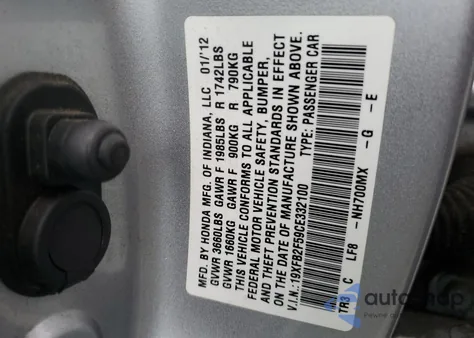 MFD. BY HONDA MFG. OF INDIANA, LLC 01/'12
GVWR 3660LBS GAWR F 1985LBS R 1742LBS
GVWR 1660KG GAWR F 900KG R 790KG
THIS VEHICLE CONFORMS TO ALL APPLICABLE
FEDERAL MOTOR VEHICLE SAFETY, BUMPER,
AND THEFT PREVENTION STANDARDS IN EFFECT
ON THE DATE OF MANUFACTURE SHOWN ABOVE.
V.I.N.: 19XFB2F59CE332100 TYPE: PASSENGER CAR
TR3 C LF8 -NH700MX -G -E